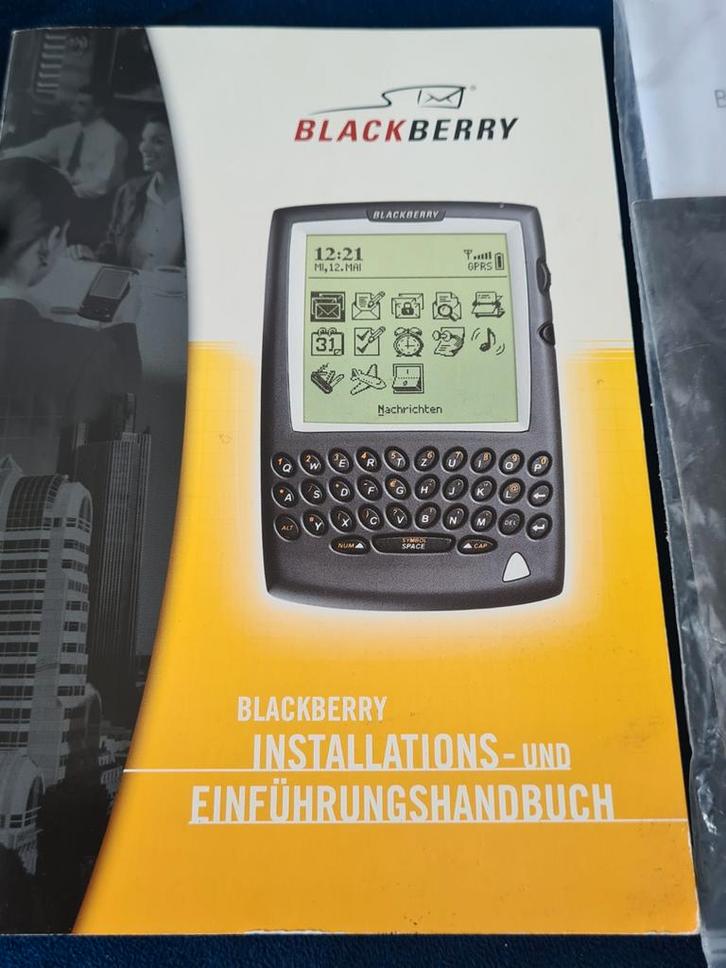 BLACKBERRY
BLACKBERRY
12:21
MI,12.MAI
GPRS
31
Nachrichten
Q W E R T Z U I O P
A S D F G H J K L
ALT Y X C V B N M DEL
NUM SYMBOL SPACE CAP
BLACKBERRY
INSTALLATIONS- UND
EINFÜHRUNGSHANDBUCH
B